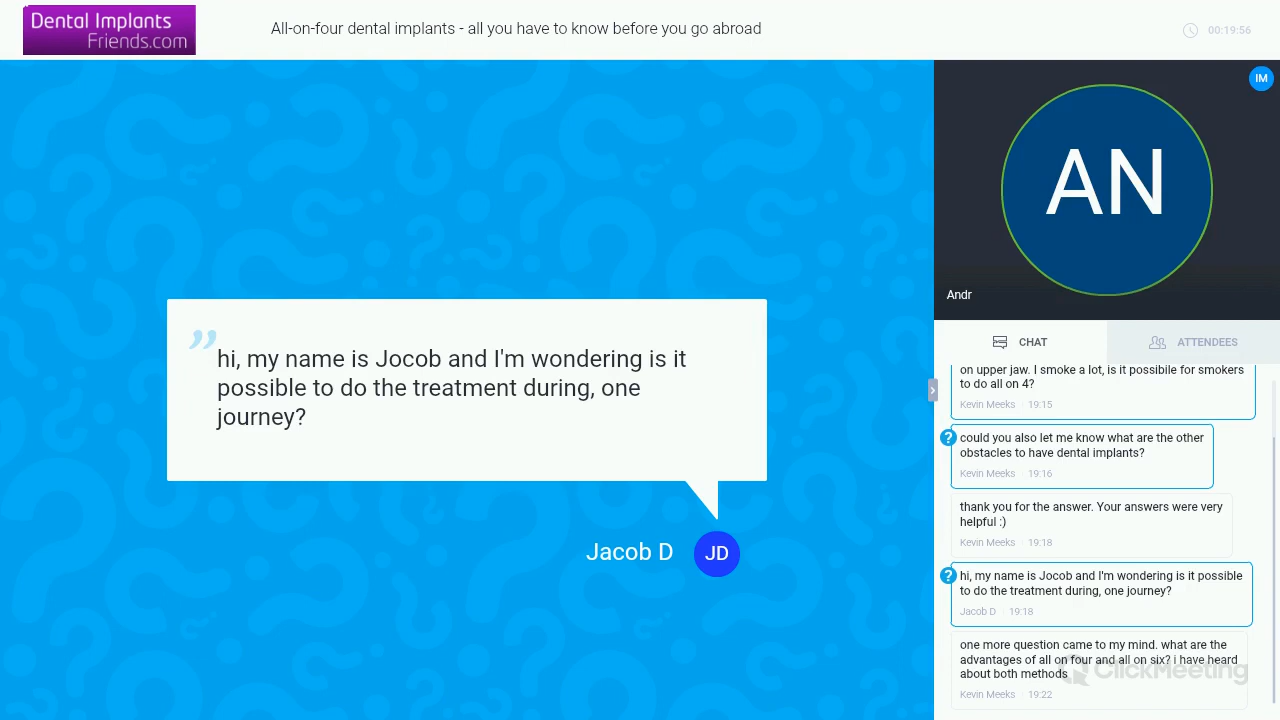 Dental Implants
Friends.com
All-on-four dental implants - all you have to know before you go abroad
00:19:56
”
hi, my name is Jocob and I'm wondering is it
possible to do the treatment during, one
journey?
Jacob D
JD
IM
AN
Andr
CHAT
ATTENDEES
on upper jaw. I smoke a lot, is it possibile for smokers
to do all on 4?
Kevin Meeks 19:15
?
could you also let me know what are the other
obstacles to have dental implants?
Kevin Meeks 19:16
thank you for the answer. Your answers were very
helpful :)
Kevin Meeks 19:18
?
hi, my name is Jocob and I'm wondering is it possible
to do the treatment during, one journey?
Jacob D 19:18
one more question came to my mind. what are the
advantages of all on four and all on six? i have heard
about both methods
Kevin Meeks 19:22
ClickMeeting